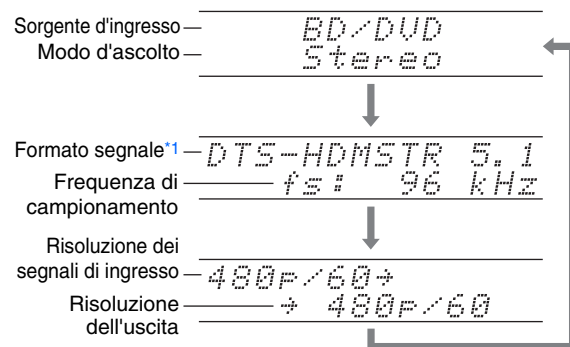 Sorgente d'ingresso
BD/DVD
Modo d'ascolto
Stereo
Formato segnale*1
DTS-HDMSTR 5.1
Frequenza di
campionamento
fs: 96 kHz
Risoluzione dei
segnali di ingresso
480p/60→
Risoluzione
dell'uscita
→ 480p/60